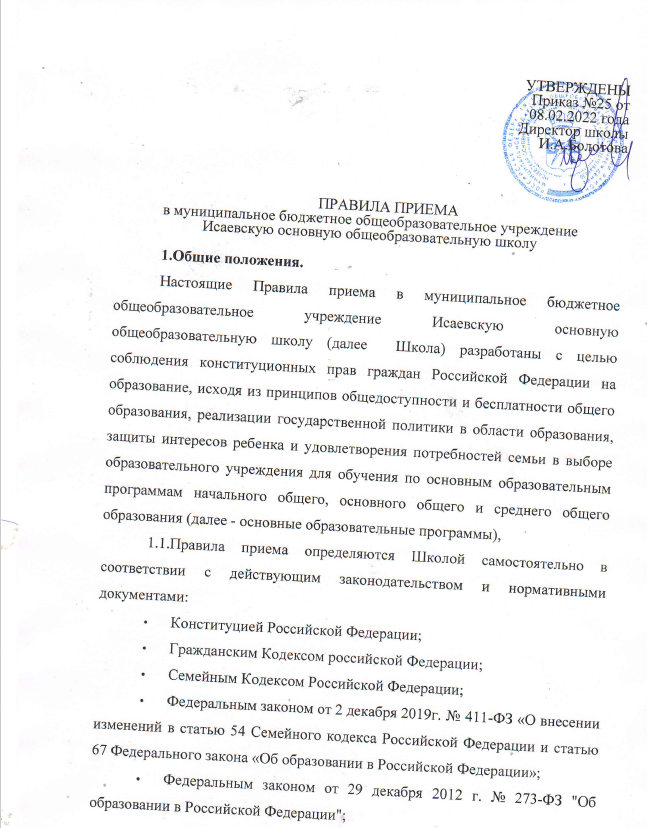 УТВЕРЖДЕНЫ
Приказ №25 от
08.02.2022 года
Директор школы
И.А.Болотова
ПРАВИЛА ПРИЕМА
в муниципальное бюджетное общеобразовательное учреждение
Исаевскую основную общеобразовательную школу
1.Общие положения.
Настоящие Правила приема в муниципальное бюджетное
общеобразовательное учреждение Исаевскую основную
общеобразовательную школу (далее Школа) разработаны с целью
соблюдения конституционных прав граждан Российской Федерации на
образование, исходя из принципов общедоступности и бесплатности общего
образования, реализации государственной политики в области образования,
защиты интересов ребенка и удовлетворения потребностей семьи в выборе
образовательного учреждения для обучения по основным образовательным
программам начального общего, основного общего и среднего общего
образования (далее - основные образовательные программы),
1.1.Правила приема определяются Школой самостоятельно в
соответствии с действующим законодательством и нормативными
документами:
• Конституцией Российской Федерации;
• Гражданским Кодексом российской Федерации;
• Семейным Кодексом Российской Федерации;
• Федеральным законом от 2 декабря 2019г. № 411-ФЗ «О внесении
изменений в статью 54 Семейного кодекса Российской Федерации и статью
67 Федерального закона «Об образовании в Российской Федерации»;
• Федеральным законом от 29 декабря 2012 г. № 273-ФЗ "Об
образовании в Российской Федерации";